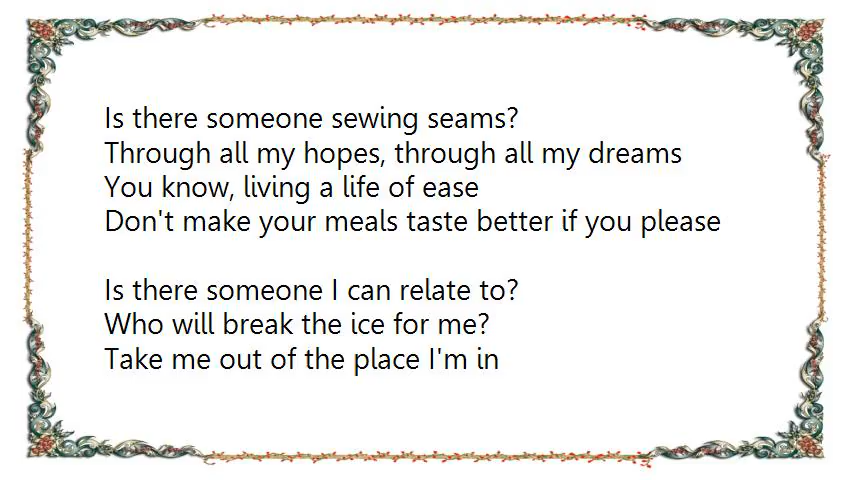 Is there someone sewing seams?
Through all my hopes, through all my dreams
You know, living a life of ease
Don't make your meals taste better if you please
Is there someone I can relate to?
Who will break the ice for me?
Take me out of the place I'm in